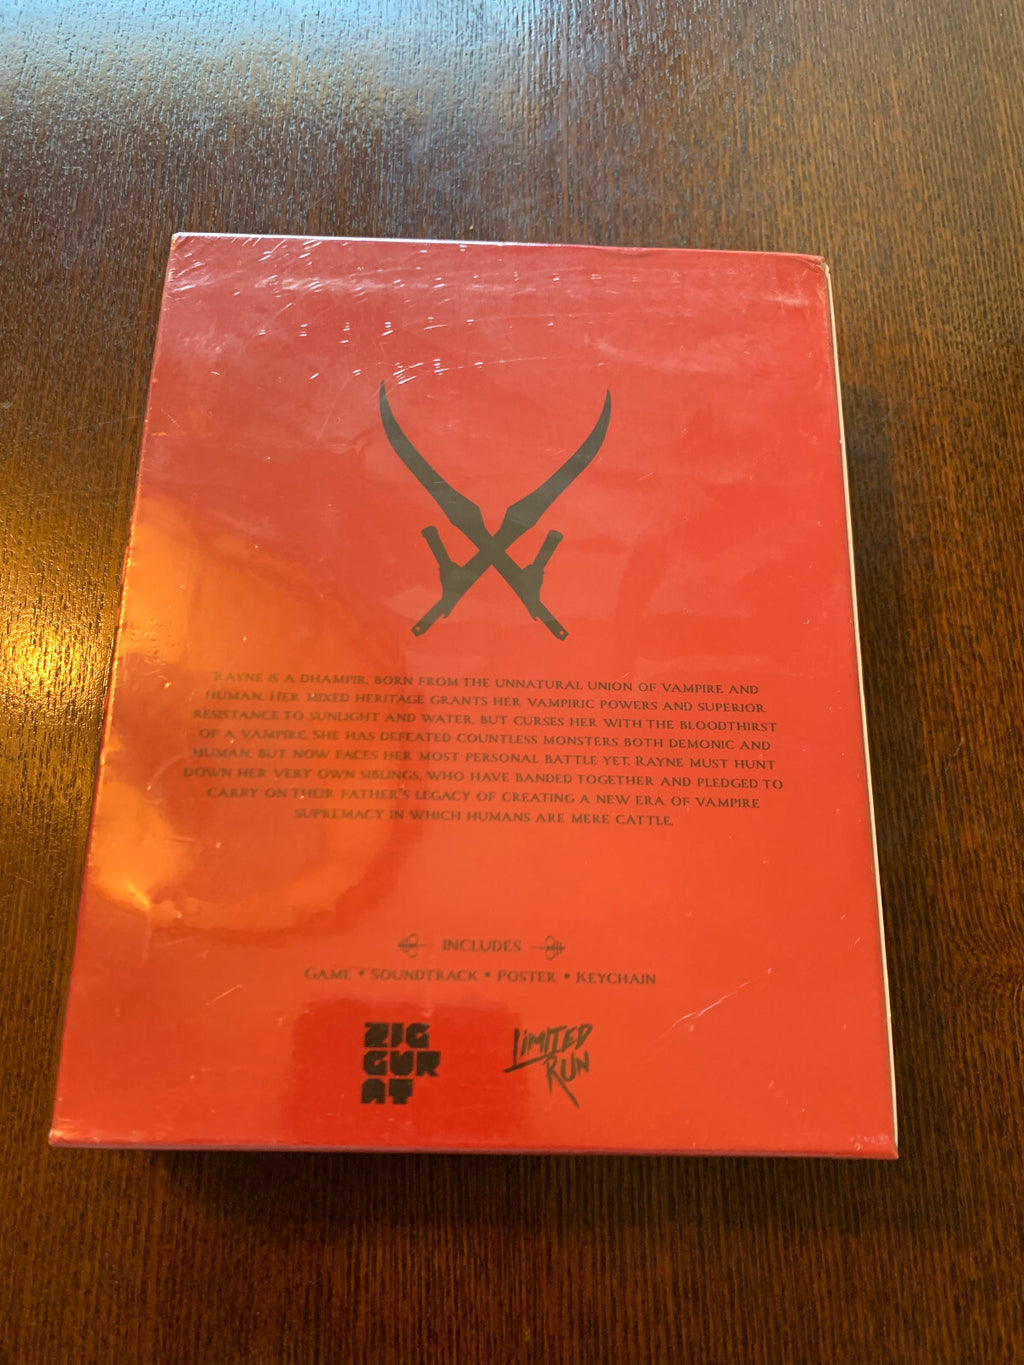 RAYNE IS A DHAMPIR, BORN FROM THE UNNATURAL UNION OF VAMPIRE AND
HUMAN. HER MIXED HERITAGE GRANTS HER VAMPIRIC POWERS AND SUPERIOR
RESISTANCE TO SUNLIGHT AND WATER, BUT CURSES HER WITH THE BLOODTHIRST
OF A VAMPIRE. SHE HAS DEFEATED COUNTLESS MONSTERS BOTH DEMONIC AND
HUMAN, BUT NOW FACES HER MOST PERSONAL BATTLE YET. RAYNE MUST HUNT
DOWN HER VERY OWN SIBLINGS, WHO HAVE BANDED TOGETHER AND PLEDGED TO
CARRY ON THEIR FATHER'S LEGACY OF CREATING A NEW ERA OF VAMPIRE
SUPREMACY IN WHICH HUMANS ARE MERE CATTLE.
INCLUDES
GAME • SOUNDTRACK • POSTER • KEYCHAIN
ZIG
GUR
AT
LIMITED
RUN